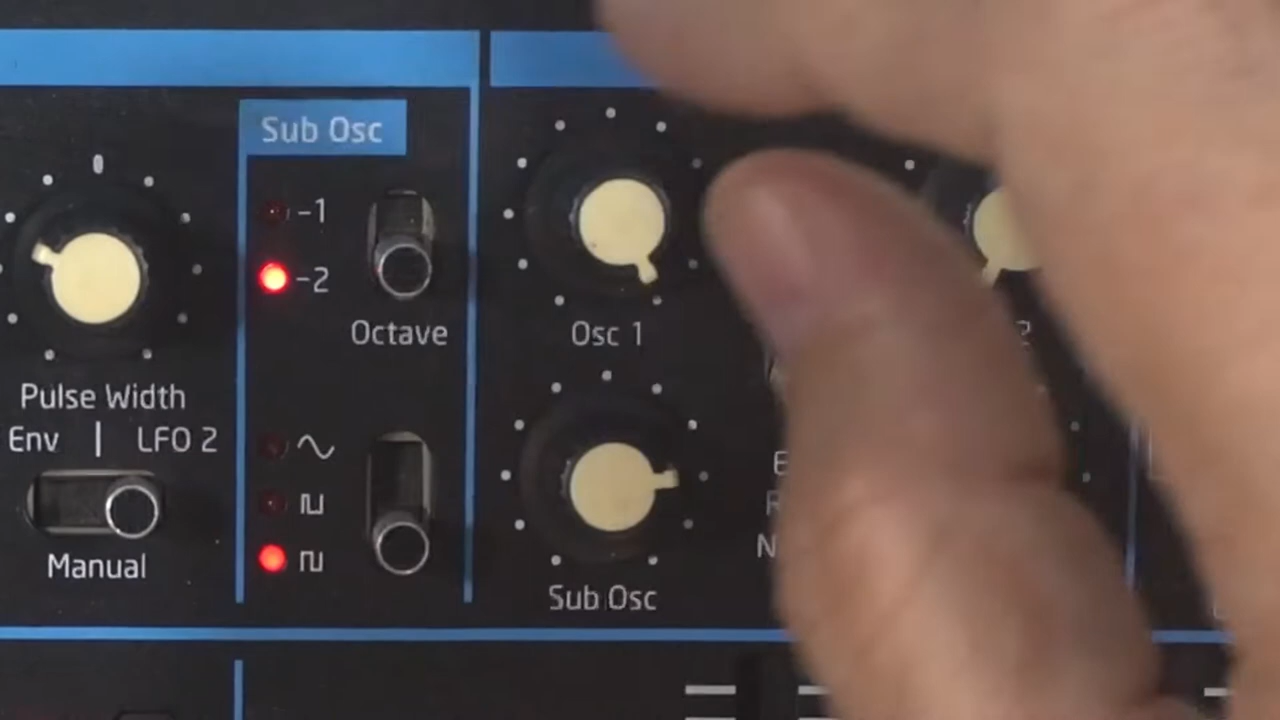 Sub Osc
-1
-2
Octave
Osc 1
Pulse Width
Env | LFO 2
Manual
Sub Osc